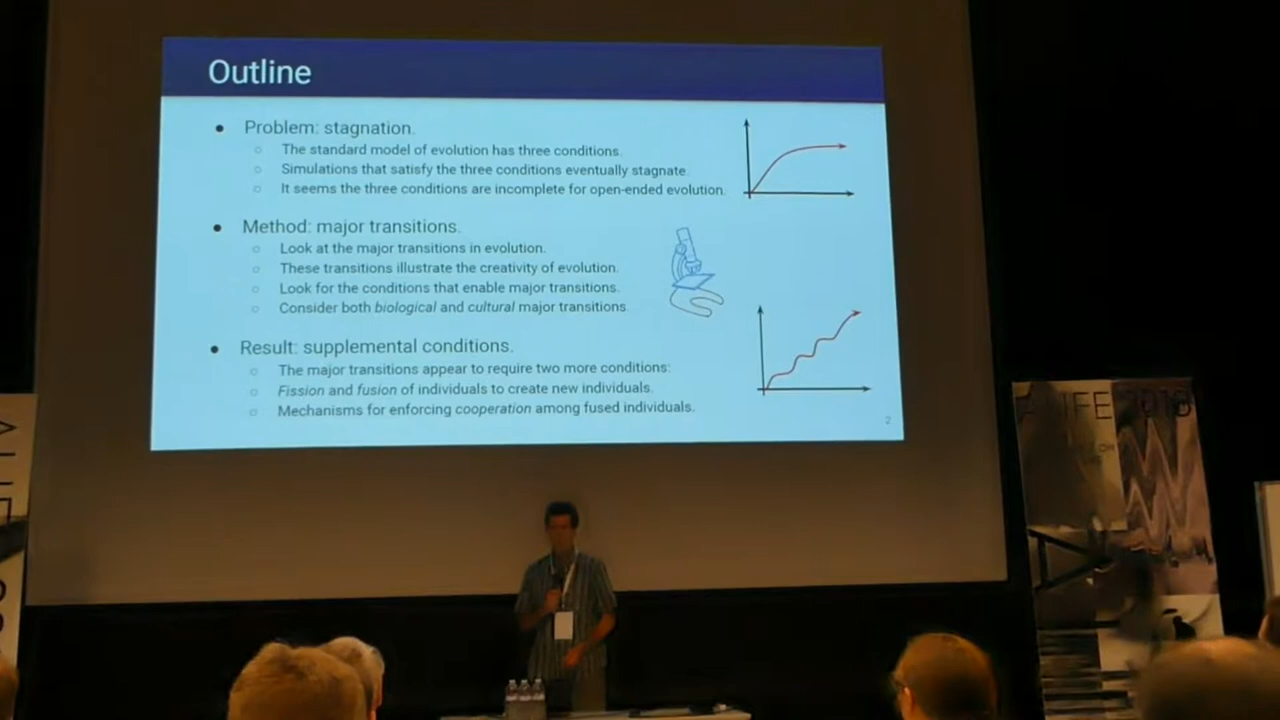 Outline
Problem: stagnation.
The standard model of evolution has three conditions.
Simulations that satisfy the three conditions eventually stagnate.
It seems the three conditions are incomplete for open-ended evolution.
Method: major transitions.
Look at the major transitions in evolution.
These transitions illustrate the creativity of evolution.
Look for the conditions that enable major transitions.
Consider both biological and cultural major transitions.
Result: supplemental conditions.
The major transitions appear to require two more conditions:
Fission and fusion of individuals to create new individuals.
Mechanisms for enforcing cooperation among fused individuals.
2
ALIFE 2018